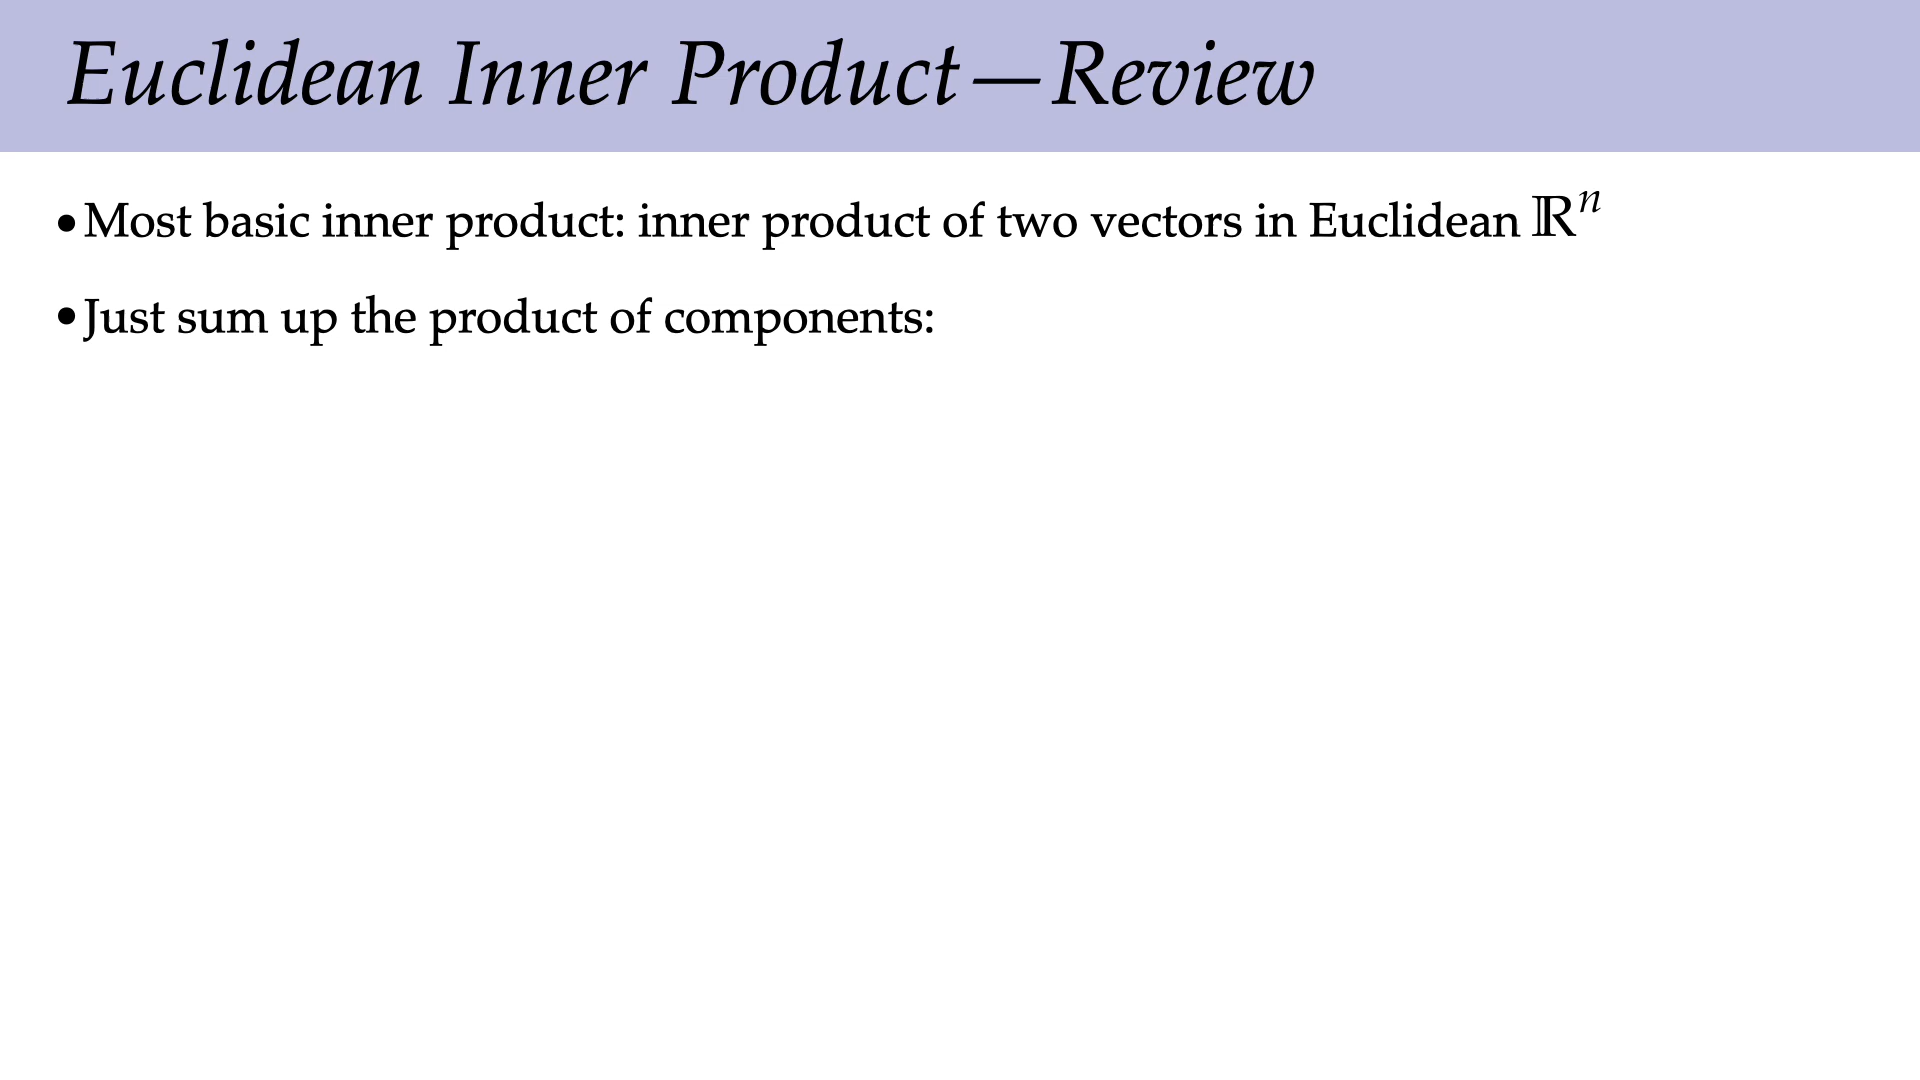 Euclidean Inner Product—Review
•Most basic inner product: inner product of two vectors in Euclidean ℝⁿ
•Just sum up the product of components: